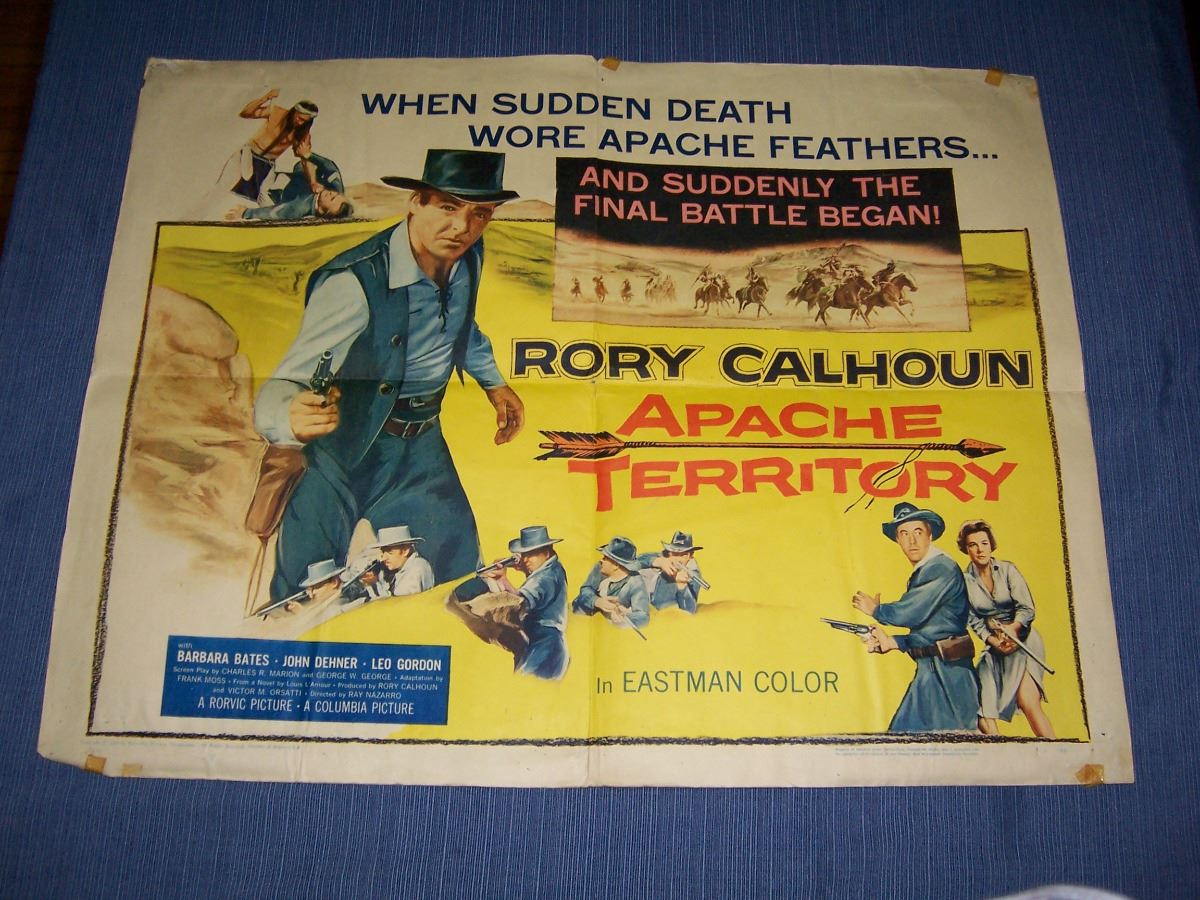 WHEN SUDDEN DEATH
WORE APACHE FEATHERS...
AND SUDDENLY THE
FINAL BATTLE BEGAN!
RORY CALHOUN
APACHE
TERRITORY
with
BARBARA BATES · JOHN DEHNER · LEO GORDON
Screen Play by CHARLES R. MARION and GEORGE W. GEORGE · Adaptation by
FRANK MOSS · From a Novel by Louis L'Amour · Produced by RORY CALHOUN
and VICTOR M. ORSATTI · Directed by RAY NAZARRO
A RORVIC PICTURE · A COLUMBIA PICTURE
In EASTMAN COLOR